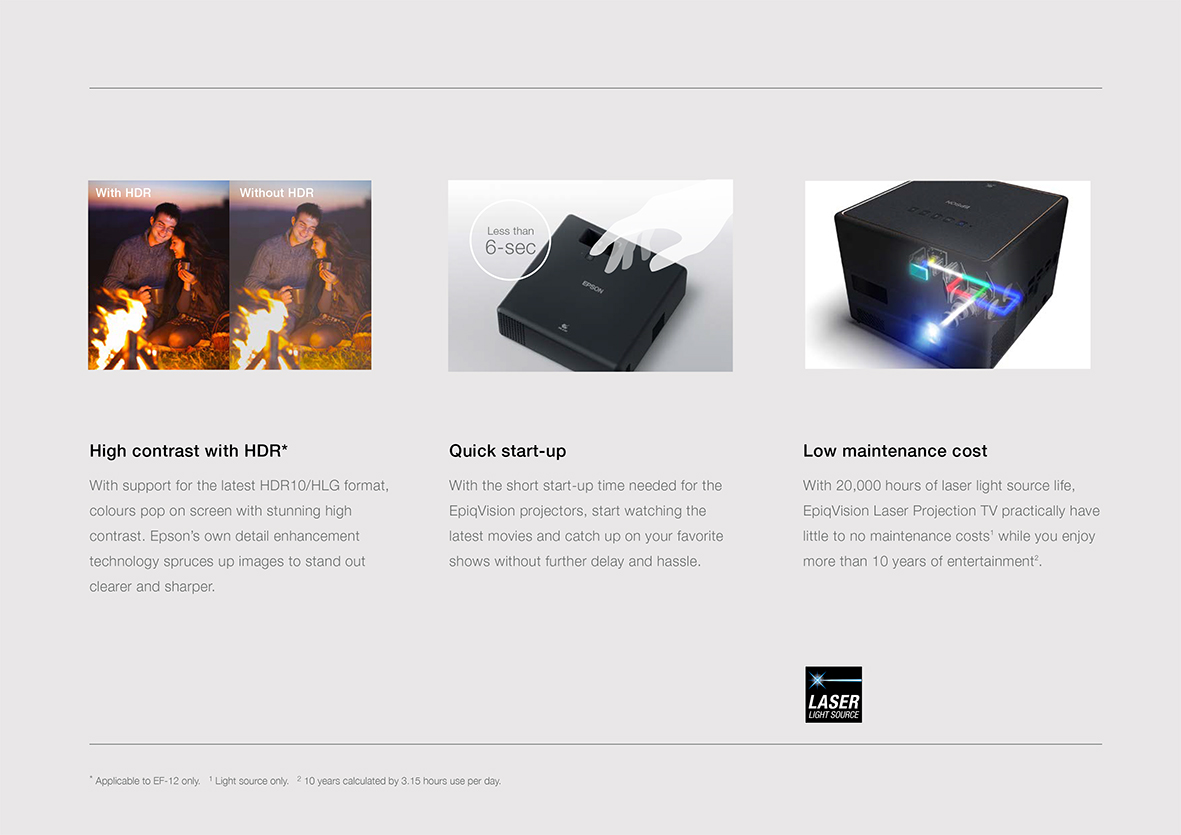 With HDR
Without HDR
Less than
6-sec
EPSON
EPSON
High contrast with HDR*
With support for the latest HDR10/HLG format,
colours pop on screen with stunning high
contrast. Epson’s own detail enhancement
technology spruces up images to stand out
clearer and sharper.
Quick start-up
With the short start-up time needed for the
EpiqVision projectors, start watching the
latest movies and catch up on your favorite
shows without further delay and hassle.
Low maintenance cost
With 20,000 hours of laser light source life,
EpiqVision Laser Projection TV practically have
little to no maintenance costs¹ while you enjoy
more than 10 years of entertainment².
LASER
LIGHT SOURCE
* Applicable to EF-12 only. ¹ Light source only. ² 10 years calculated by 3.15 hours use per day.